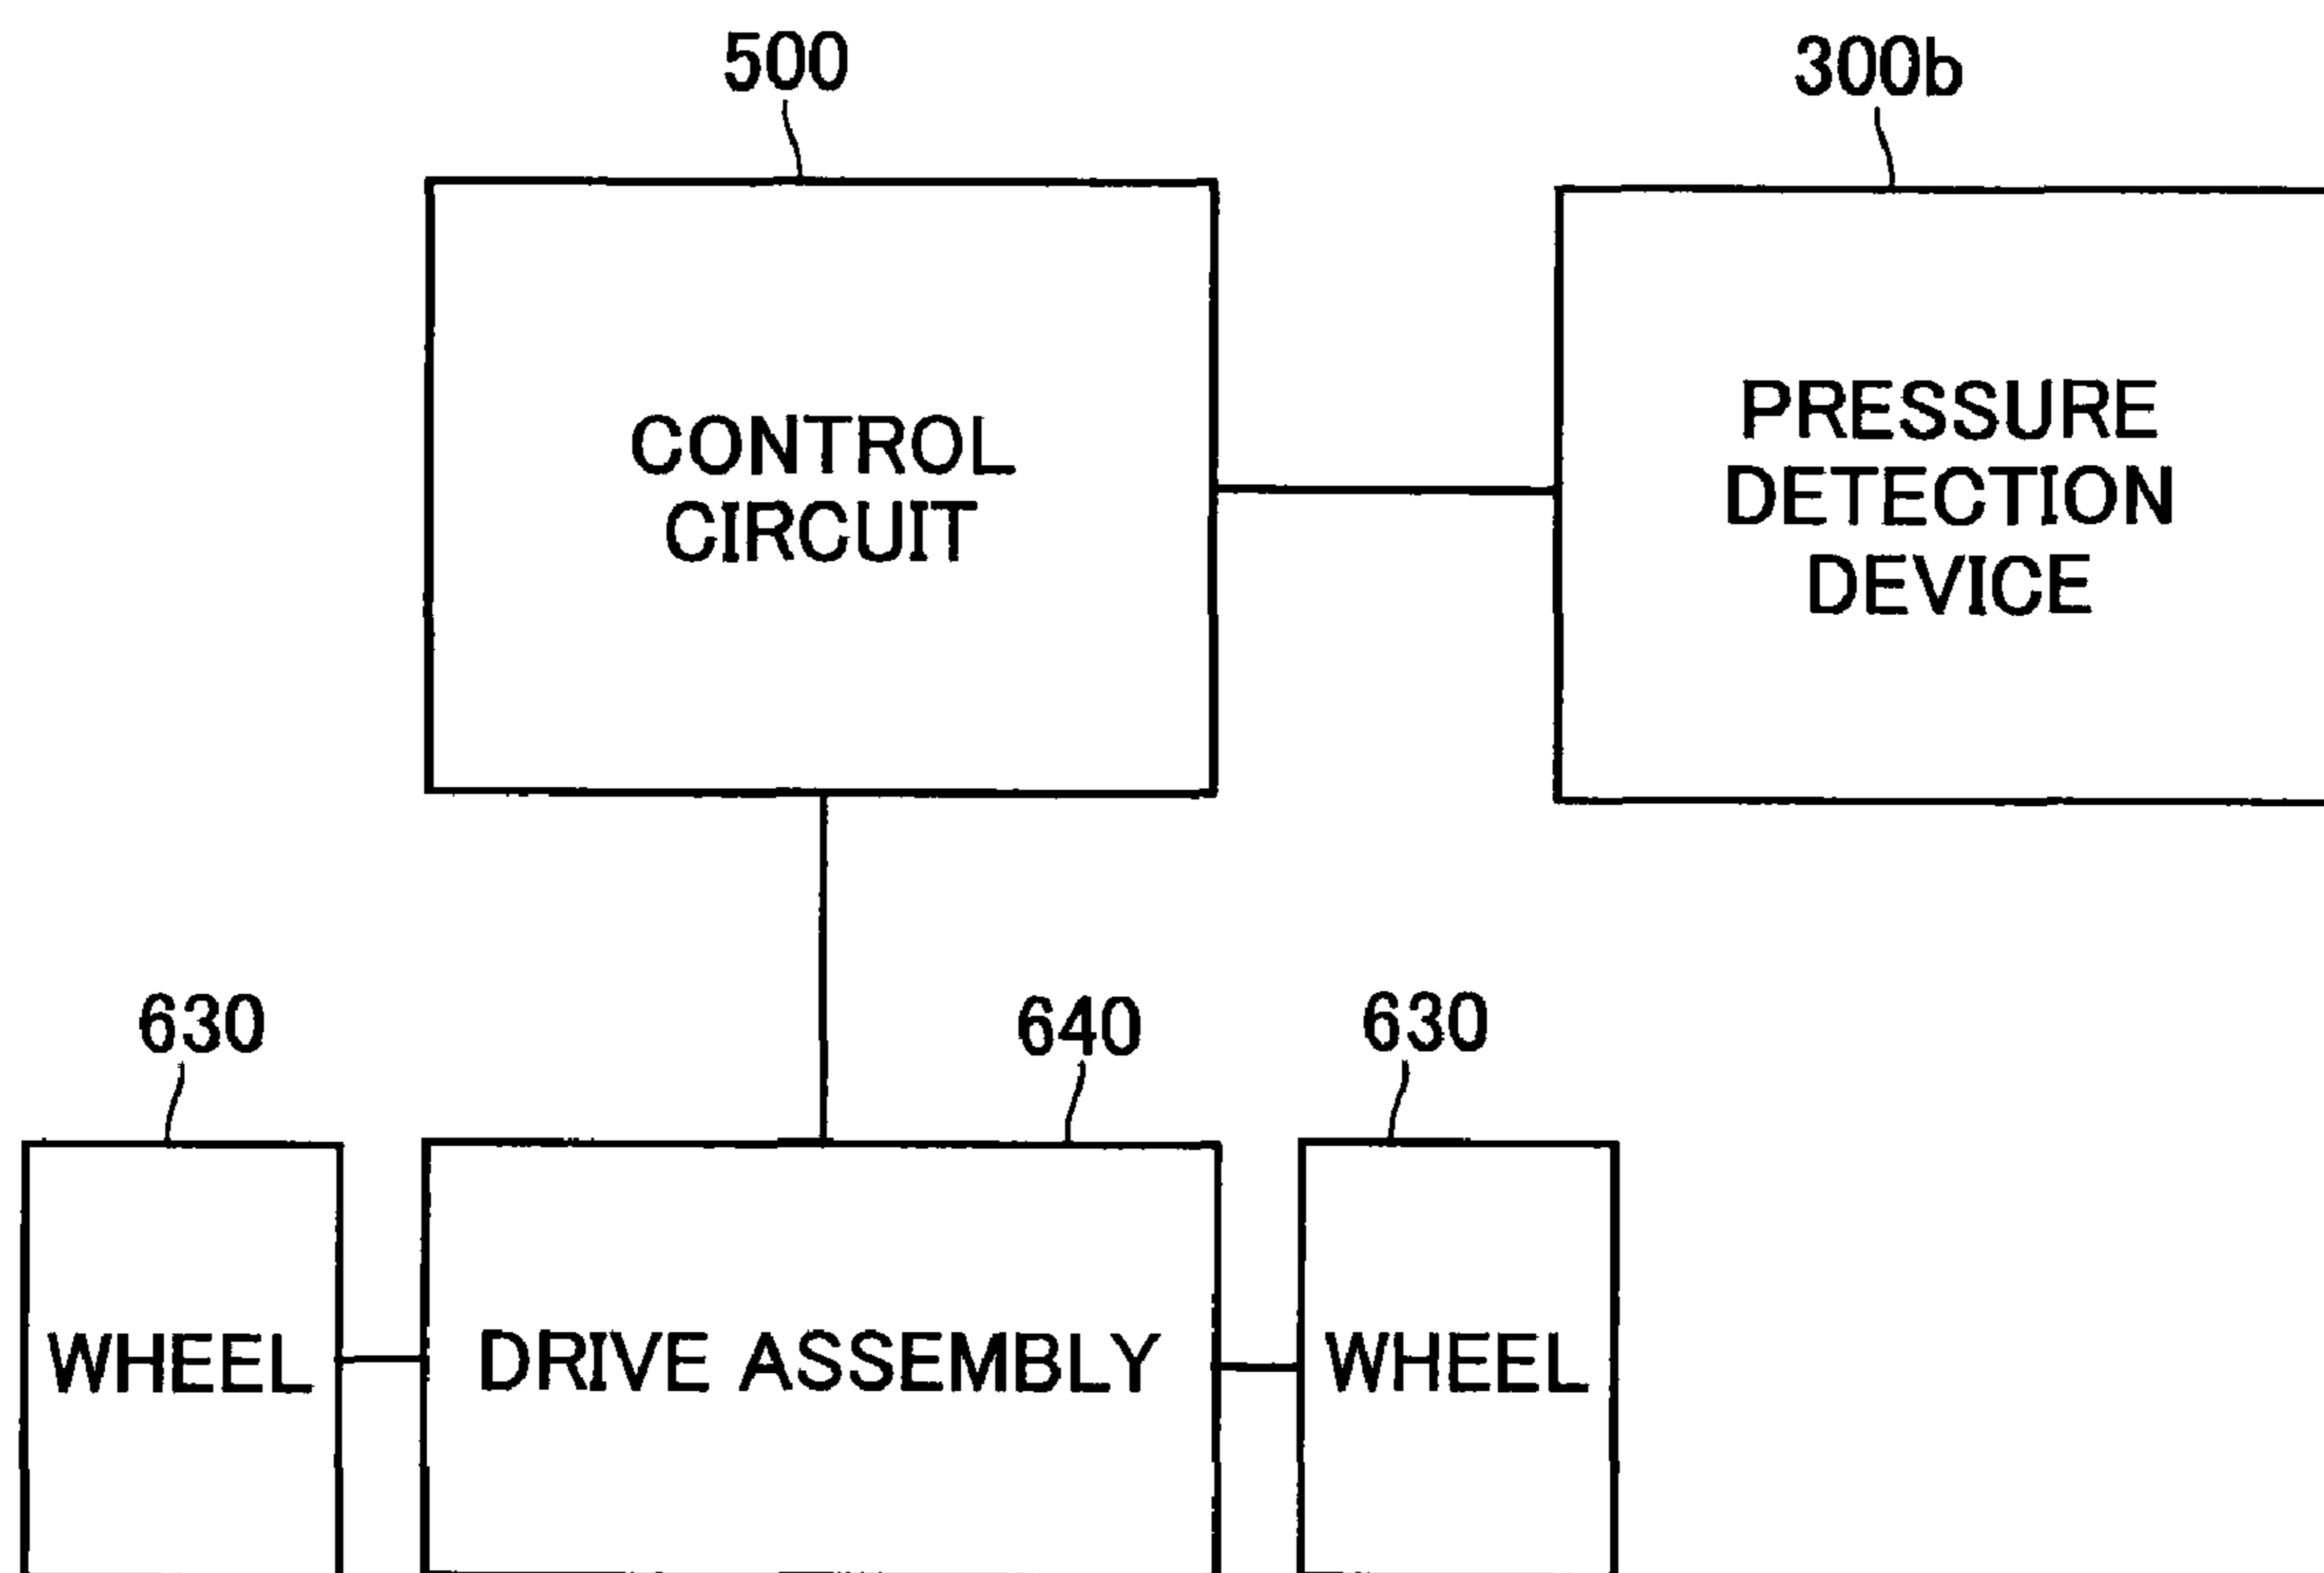 500
300b
CONTROL
CIRCUIT
PRESSURE
DETECTION
DEVICE
630
640
630
WHEEL
DRIVE ASSEMBLY
WHEEL